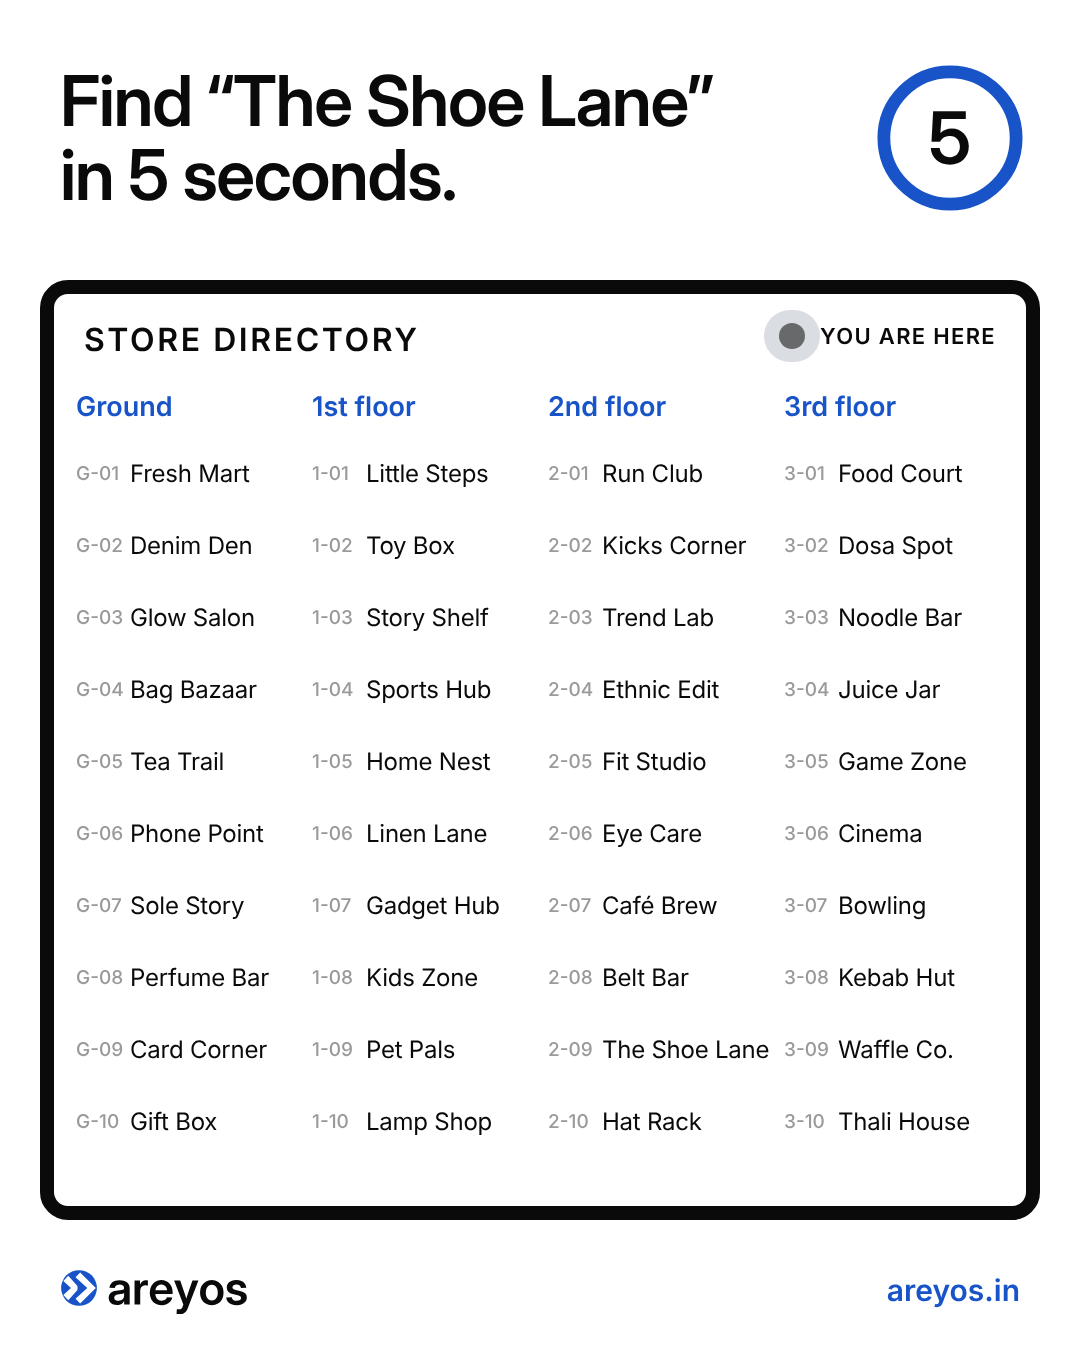 Find “The Shoe Lane”
in 5 seconds.
5
STORE DIRECTORY
YOU ARE HERE
Ground
G-01 Fresh Mart
G-02 Denim Den
G-03 Glow Salon
G-04 Bag Bazaar
G-05 Tea Trail
G-06 Phone Point
G-07 Sole Story
G-08 Perfume Bar
G-09 Card Corner
G-10 Gift Box
1st floor
1-01 Little Steps
1-02 Toy Box
1-03 Story Shelf
1-04 Sports Hub
1-05 Home Nest
1-06 Linen Lane
1-07 Gadget Hub
1-08 Kids Zone
1-09 Pet Pals
1-10 Lamp Shop
2nd floor
2-01 Run Club
2-02 Kicks Corner
2-03 Trend Lab
2-04 Ethnic Edit
2-05 Fit Studio
2-06 Eye Care
2-07 Café Brew
2-08 Belt Bar
2-09 The Shoe Lane
2-10 Hat Rack
3rd floor
3-01 Food Court
3-02 Dosa Spot
3-03 Noodle Bar
3-04 Juice Jar
3-05 Game Zone
3-06 Cinema
3-07 Bowling
3-08 Kebab Hut
3-09 Waffle Co.
3-10 Thali House
areyos
areyos.in